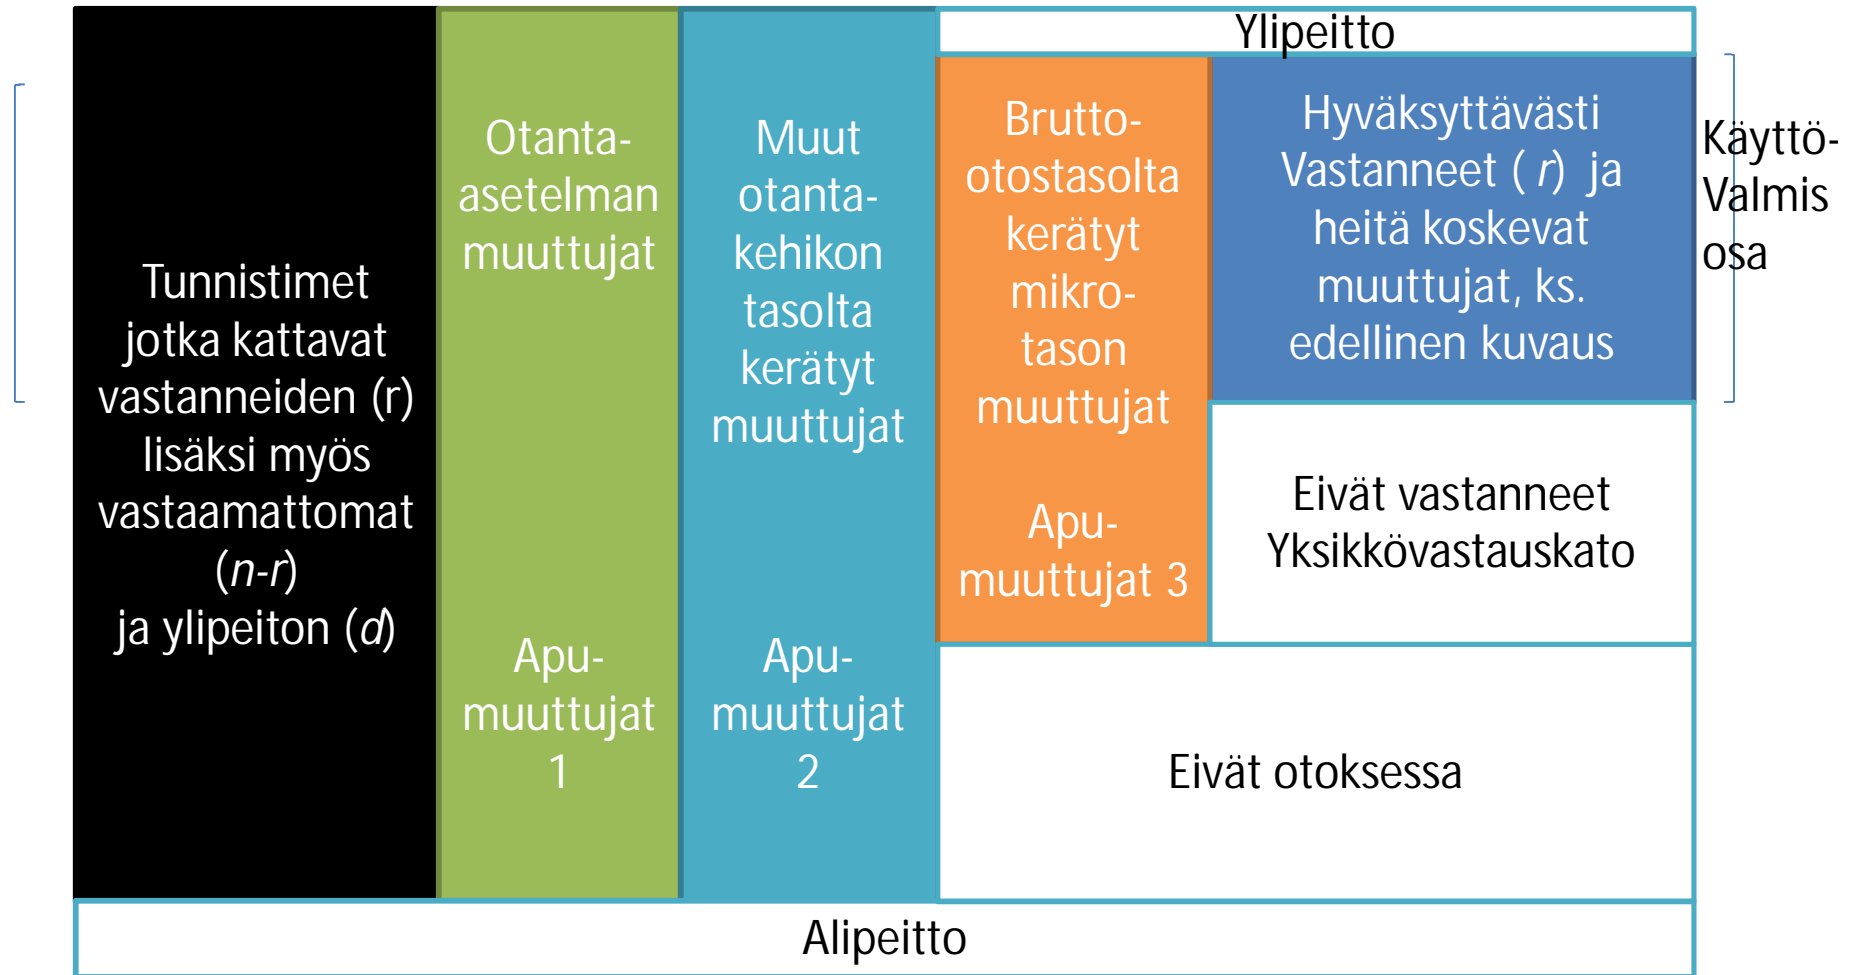 Tunnistimet
jotka kattavat
vastanneiden (r)
lisäksi myös
vastaamattomat
(n-r)
ja ylipeiton (d)
Otanta-
asetelman
muuttujat
Apu-
muuttujat
1
Muut
otanta-
kehikon
tasolta
kerätyt
muuttujat
Apu-
muuttujat
2
Ylipeitto
Brutto-
otostasolta
kerätyt
mikro-
tason
muuttujat
Apu-
muuttujat 3
Hyväksyttävästi
Vastanneet ( r) ja
heitä koskevat
muuttujat, ks.
edellinen kuvaus
Käyttö-
Valmis
osa
Eivät vastanneet
Yksikkövastauskato
Eivät otoksessa
Alipeitto